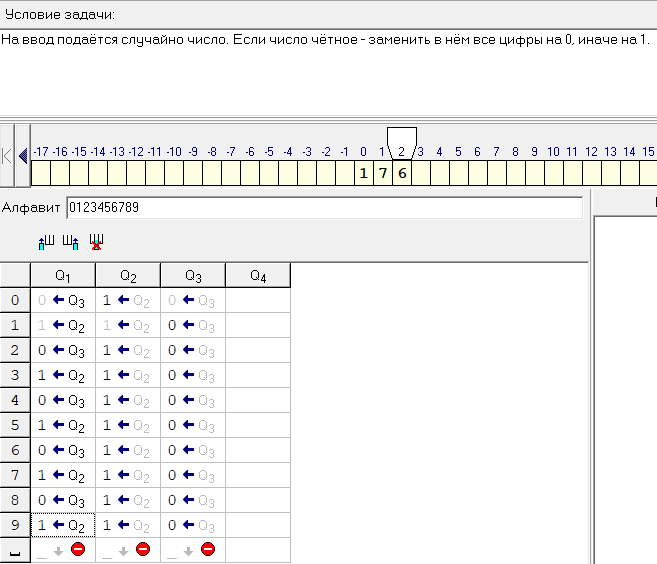 Условие задачи:
На ввод подаётся случайно число. Если число чётное - заменить в нём все цифры на 0, иначе на 1.
-17 -16 -15 -14 -13 -12 -11 -10 -9 -8 -7 -6 -5 -4 -3 -2 -1 0 1 2 3 4 5 6 7 8 9 10 11 12 13 14 15
1 7 6
Алфавит 0123456789
Q1 Q2 Q3 Q4
0 0 ← Q3 1 ← Q2 0 ← Q3
1 1 ← Q2 1 ← Q2 0 ← Q3
2 0 ← Q3 1 ← Q2 0 ← Q3
3 1 ← Q2 1 ← Q2 0 ← Q3
4 0 ← Q3 1 ← Q2 0 ← Q3
5 1 ← Q2 1 ← Q2 0 ← Q3
6 0 ← Q3 1 ← Q2 0 ← Q3
7 1 ← Q2 1 ← Q2 0 ← Q3
8 0 ← Q3 1 ← Q2 0 ← Q3
9 1 ← Q2 1 ← Q2 0 ← Q3
␣ _ ↓ _ ↓ _ ↓